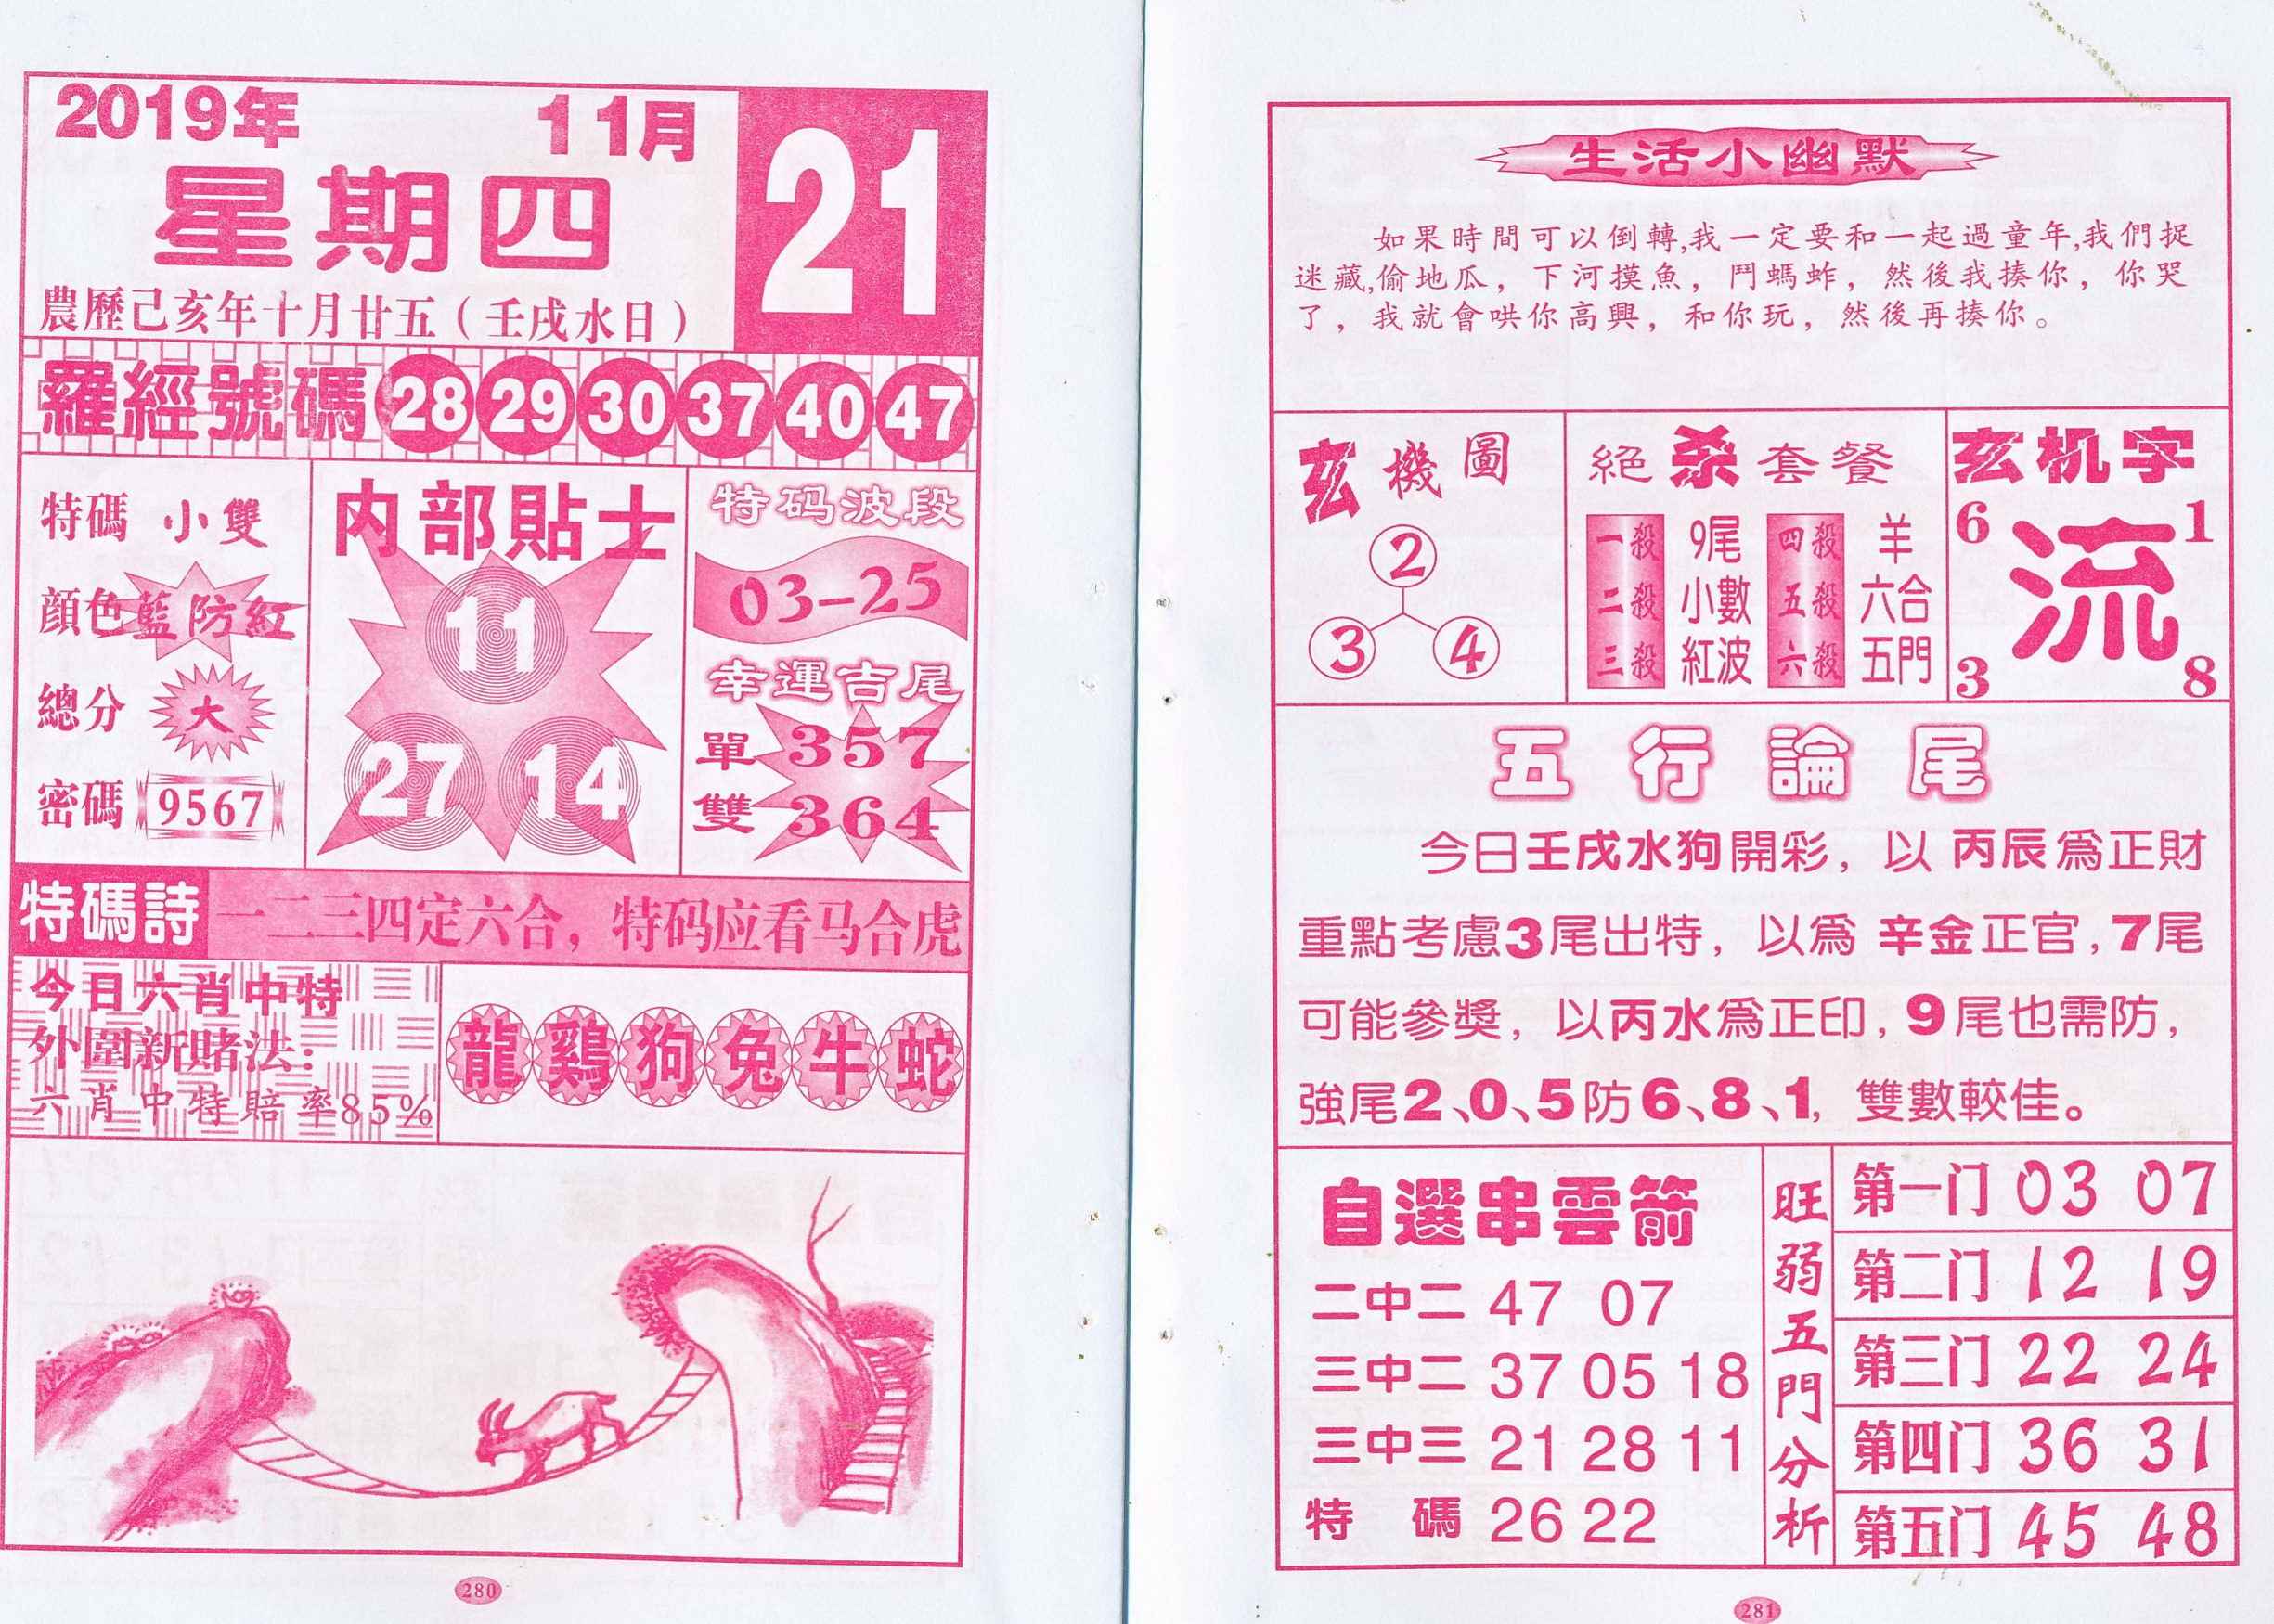 2019年 11月 21
星期四
農歷己亥年十月廿五(壬戌水日)
羅經號碼 28 29 30 37 40 47
特碼 小雙
顔色 藍防紅
總分 大
密碼 9567
内部貼士
11
27 14
特码波段
03-25
幸運吉尾
單 357
雙 364
特碼詩 一二三四定六合，特码应看马合虎
今日六肖中特
外圍新賭法：
六肖中特賠率85%
龍 鷄 狗 兔 牛 蛇
280
生活小幽默
如果時間可以倒轉,我一定要和一起過童年,我們捉
迷藏,偷地瓜，下河摸魚，鬥螞蚱，然後我揍你，你哭
了，我就會哄你高興，和你玩，然後再揍你。
玄機圖
2
3 4
絕杀套餐
一殺 9尾 四殺 羊
二殺 小數 五殺 六合
三殺 紅波 六殺 五門
玄机字
6 1
流
3 8
五行論尾
今日壬戌水狗開彩，以 丙辰爲正財
重點考慮3尾出特，以爲 辛金正官,7尾
可能參獎，以丙水爲正印,9尾也需防，
強尾2、0、5防6、8、1,雙數較佳。
自選串雲箭
二中二 47 07
三中二 37 05 18
三中三 21 28 11
特碼 26 22
旺弱五門分析
第一门 03 07
第二门 12 19
第三门 22 24
第四门 36 31
第五门 45 48
281